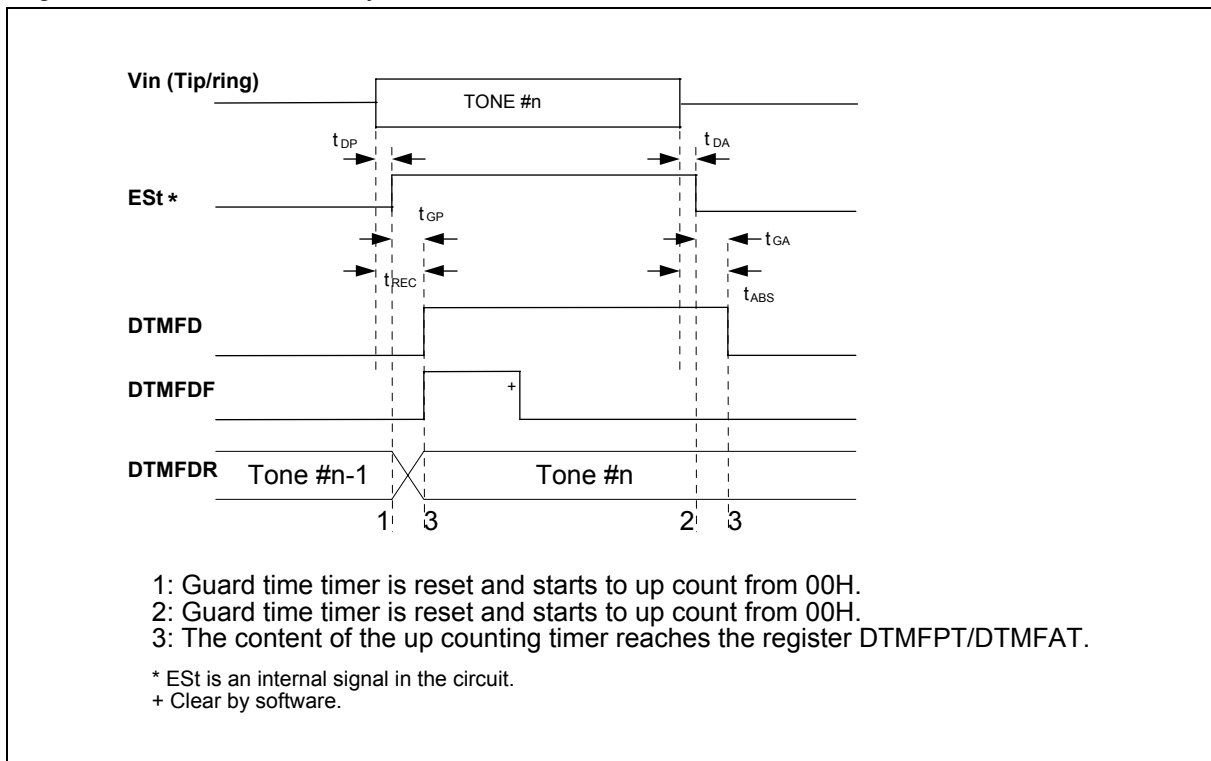 Vin (Tip/ring)
TONE #n
tDP
tDA
ESt *
tGP
tGA
tREC
tABS
DTMFD
DTMFDF
+
DTMFDR
Tone #n-1
Tone #n
1 3 2 3
1: Guard time timer is reset and starts to up count from 00H.
2: Guard time timer is reset and starts to up count from 00H.
3: The content of the up counting timer reaches the register DTMFPT/DTMFAT.
* ESt is an internal signal in the circuit.
+ Clear by software.